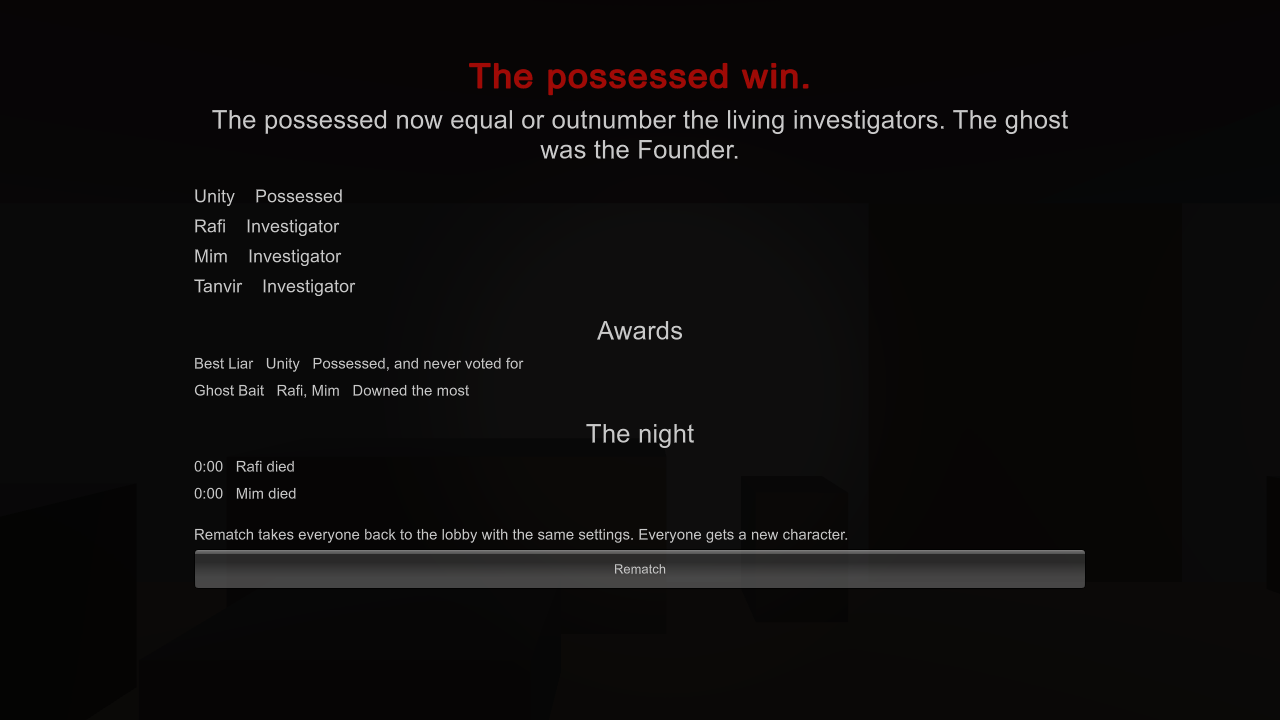 The possessed win.
The possessed now equal or outnumber the living investigators. The ghost
was the Founder.
Unity Possessed
Rafi Investigator
Mim Investigator
Tanvir Investigator
Awards
Best Liar Unity Possessed, and never voted for
Ghost Bait Rafi, Mim Downed the most
The night
0:00 Rafi died
0:00 Mim died
Rematch takes everyone back to the lobby with the same settings. Everyone gets a new character.
Rematch